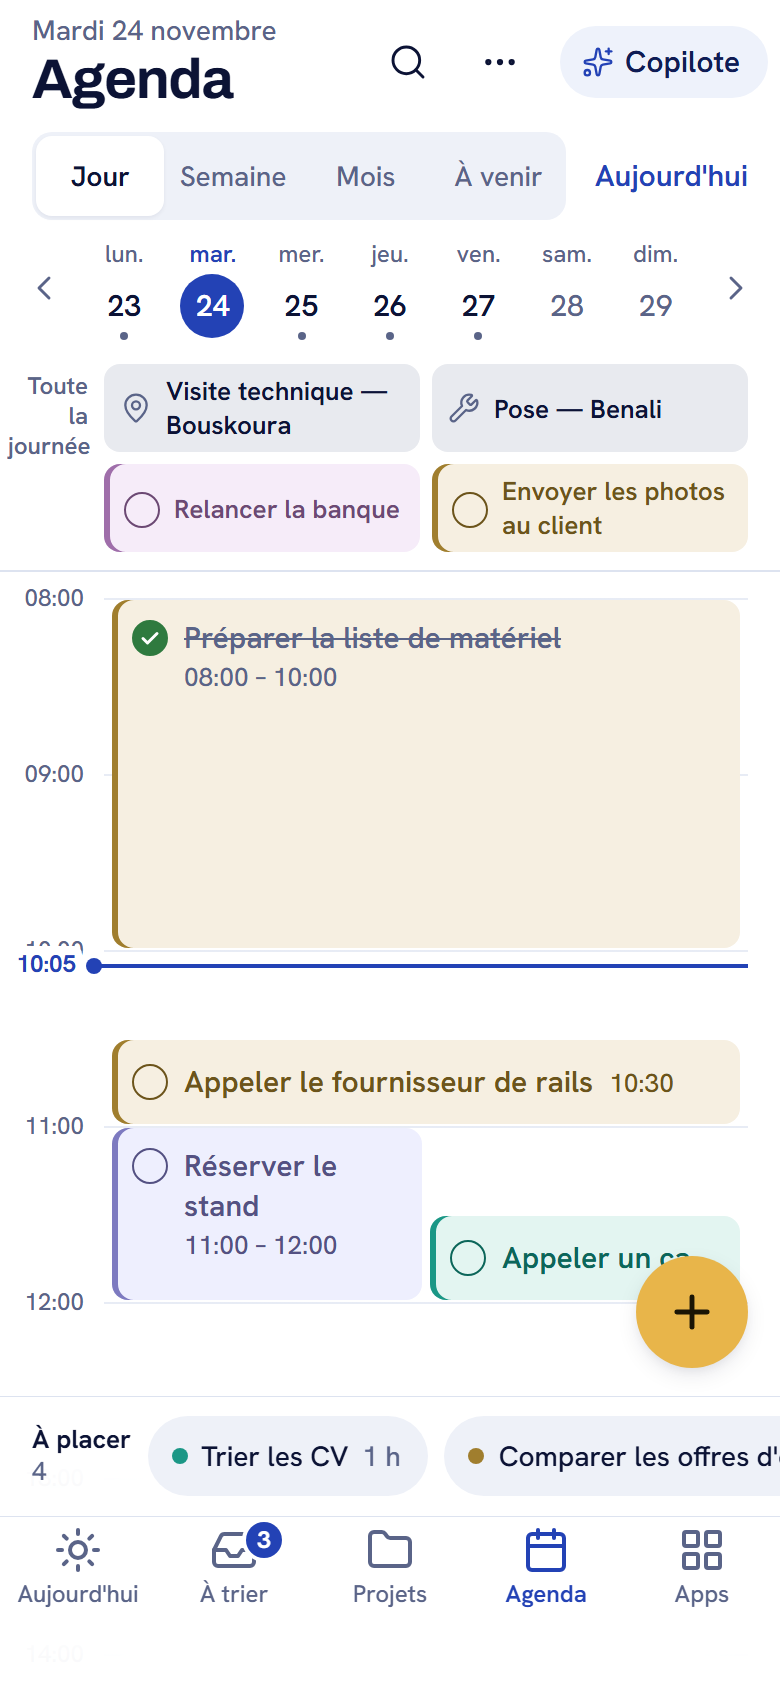 Mardi 24 novembre
Agenda
Copilote
Jour Semaine Mois À venir Aujourd'hui
lun. mar. mer. jeu. ven. sam. dim.
23 24 25 26 27 28 29
Toute la journée
Visite technique —
Bouskoura
Pose — Benali
Relancer la banque
Envoyer les photos
au client
08:00
Préparer la liste de matériel
08:00 – 10:00
09:00
10:00
10:05
Appeler le fournisseur de rails 10:30
11:00
Réserver le
stand
11:00 – 12:00
Appeler un
12:00
À placer
4
Trier les CV 1 h
Comparer les offres
Aujourd'hui
3
À trier
Projets
Agenda
Apps
14:00